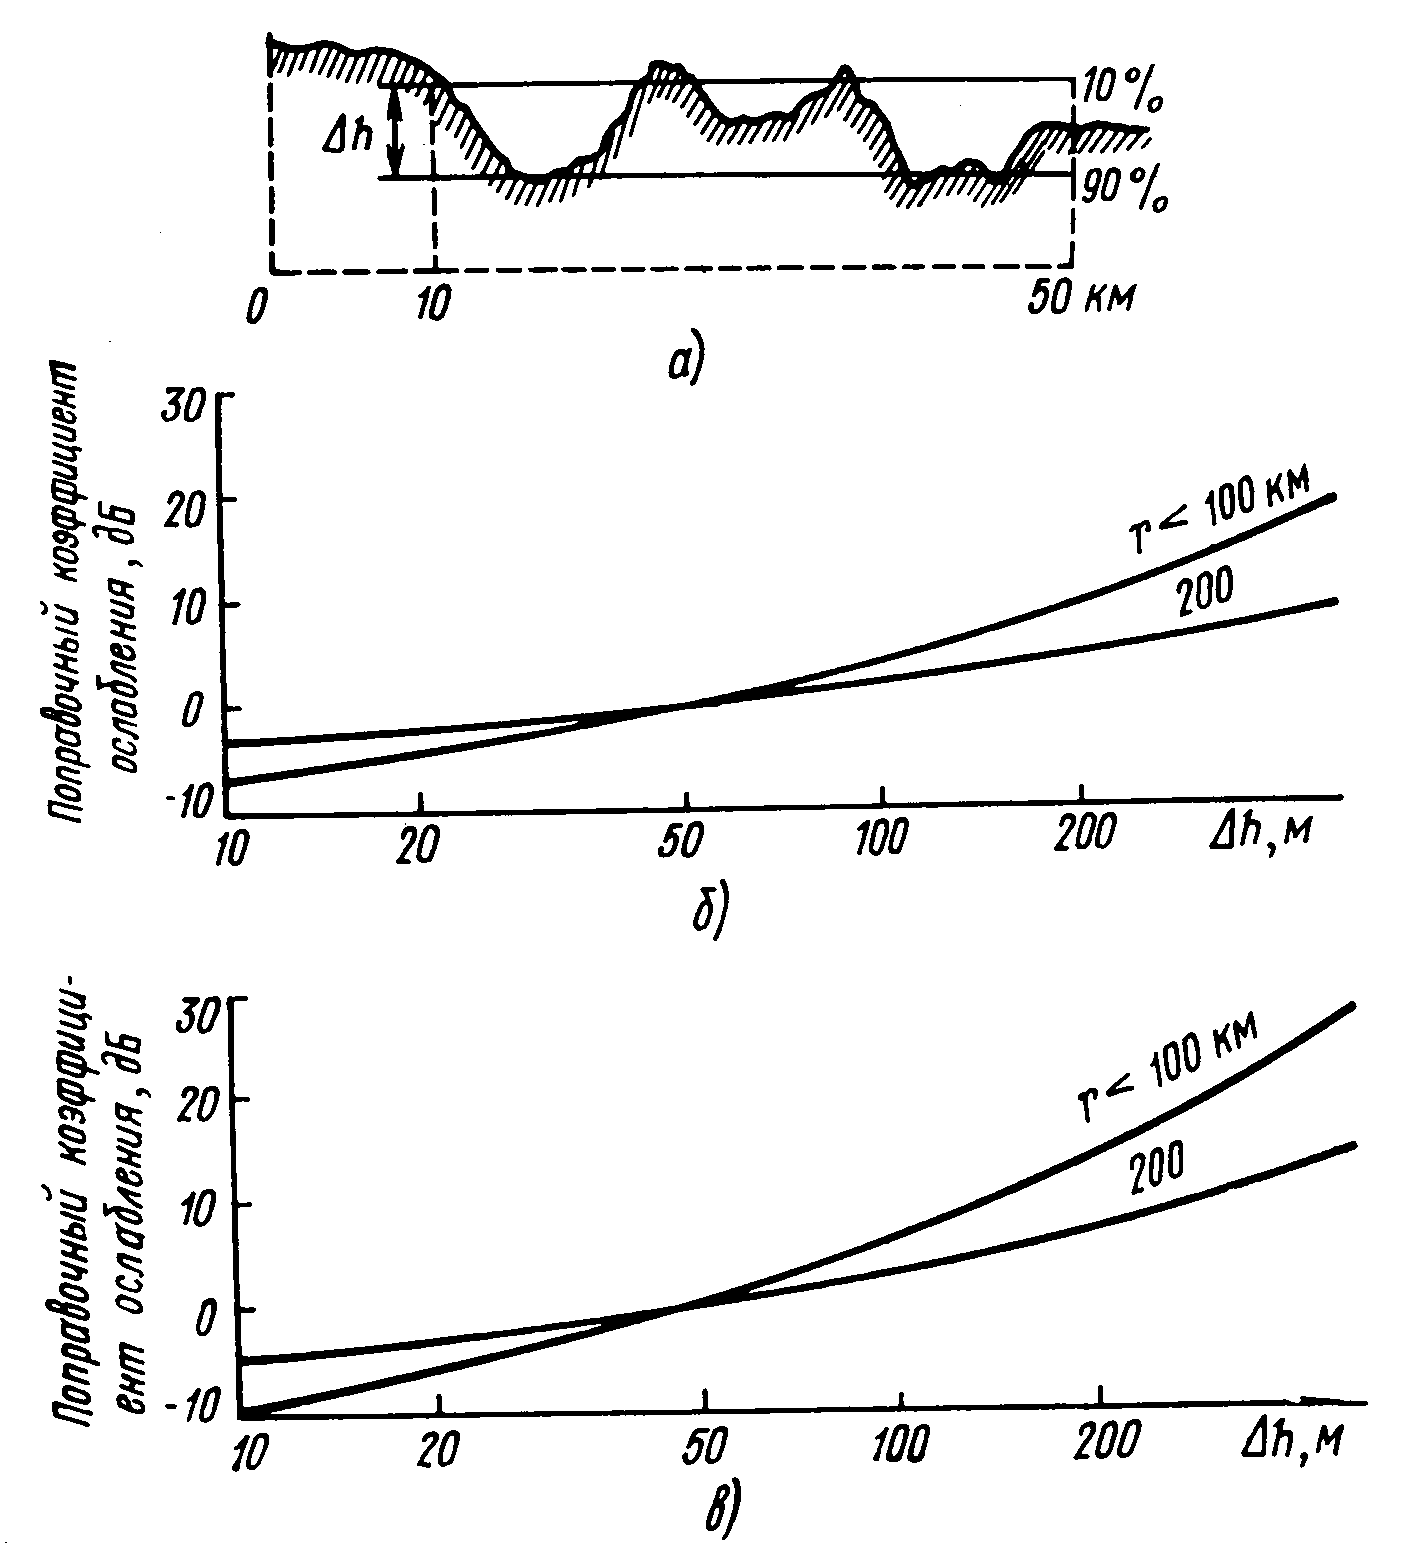 10 %
Δh
90 %
0 10 50 км
а)
Поправочный коэффициент
ослабления, дБ
30
20
10
0
-10
r < 100 км
200
10 20 50 100 200 Δh, м
б)
Поправочный коэффици-
ент ослабления, дБ
30
20
10
0
-10
r < 100 км
200
10 20 50 100 200 Δh, м
в)